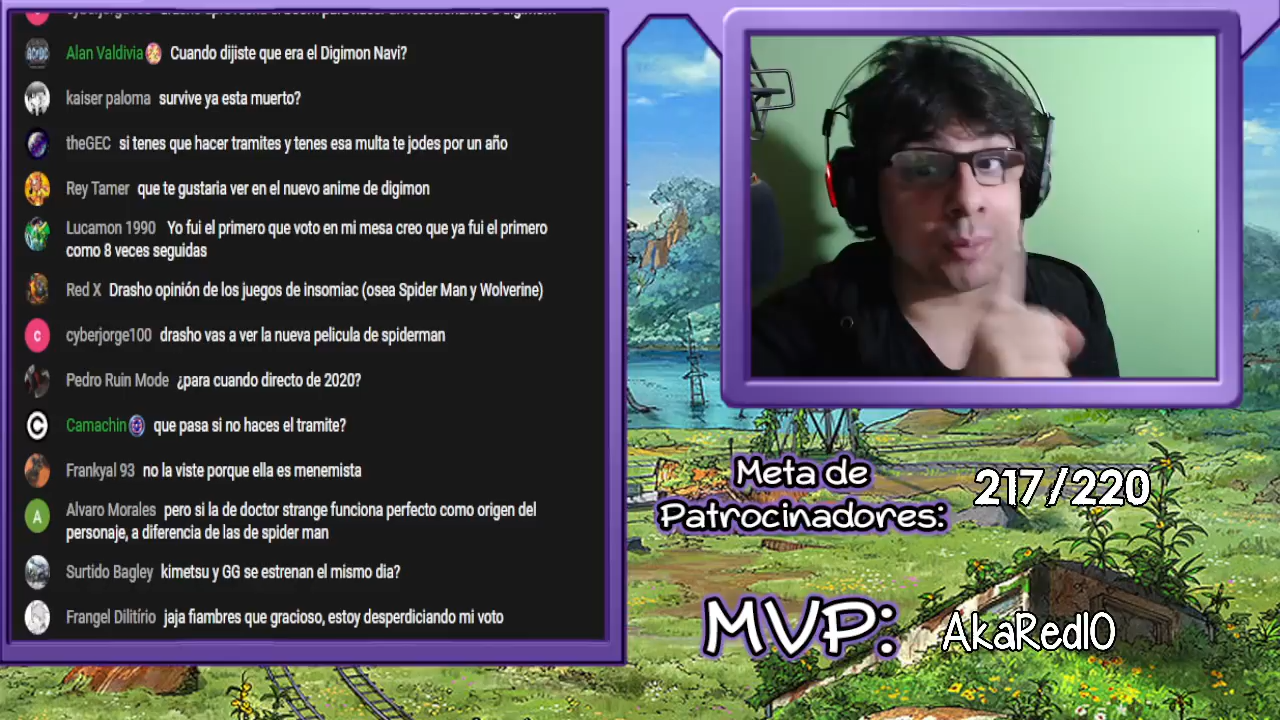 Alan Valdivia Cuando dijiste que era el Digimon Navi?
kaiser paloma survive ya esta muerto?
theGEC si tenes que hacer tramites y tenes esa multa te jodes por un año
Rey Tamer que te gustaria ver en el nuevo anime de digimon
Lucamon 1990 Yo fui el primero que voto en mi mesa creo que ya fui el primero
como 8 veces seguidas
Red X Drasho opinión de los juegos de insomiac (osea Spider Man y Wolverine)
C cyberjorge100 drasho vas a ver la nueva pelicula de spiderman
Pedro Ruin Mode ¿para cuando directo de 2020?
C Camachin que pasa si no haces el tramite?
Frankyal 93 no la viste porque ella es menemista
A Alvaro Morales pero si la de doctor strange funciona perfecto como origen del
personaje, a diferencia de las de spider man
Surtido Bagley kimetsu y GG se estrenan el mismo dia?
Frangel Dilitírio jaja fiambres que gracioso, estoy desperdiciando mi voto
Meta de
Patrocinadores: 217/220
MVP: AkaRed10